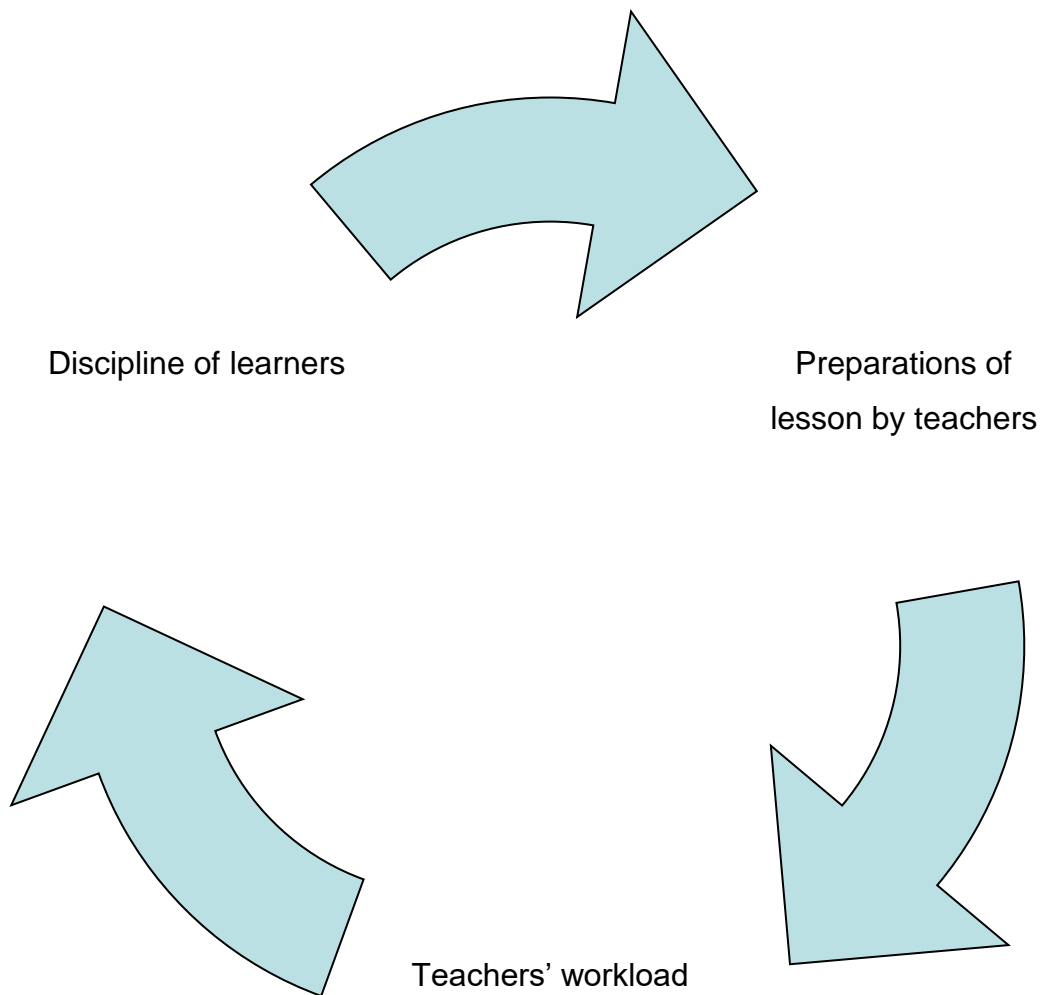 Discipline of learners
Preparations of
lesson by teachers
Teachers’ workload